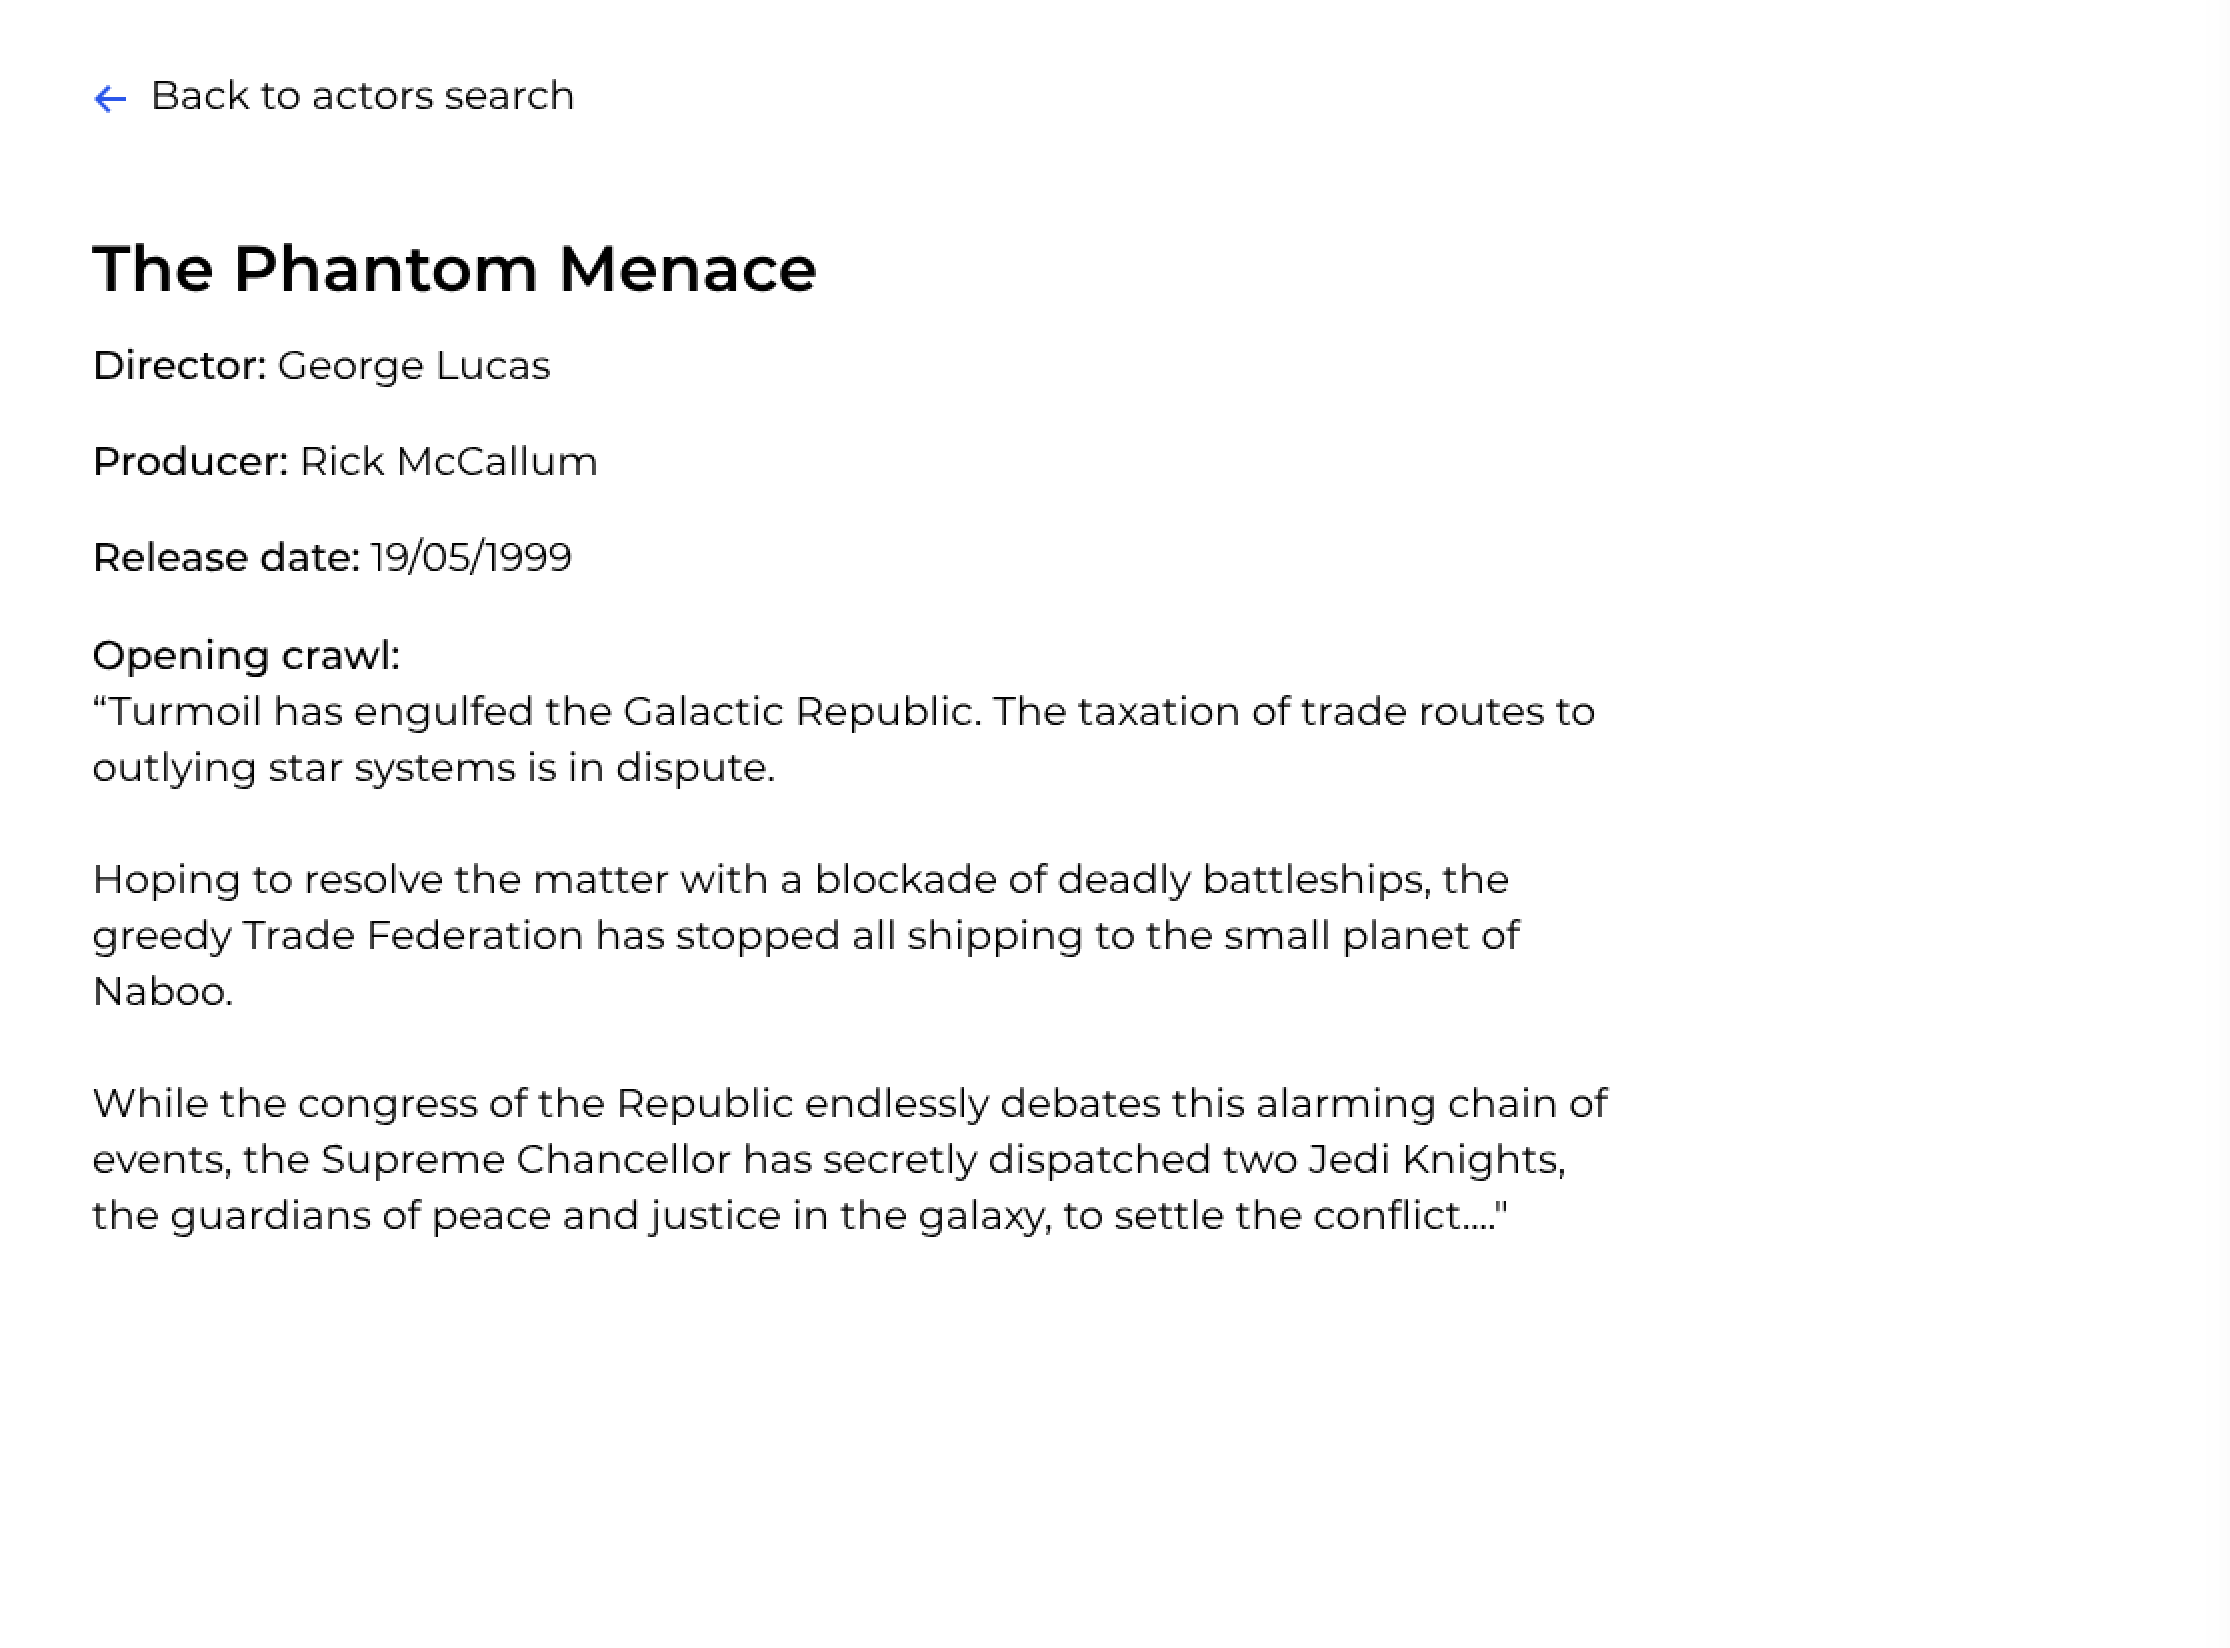 Back to actors search
The Phantom Menace
Director: George Lucas
Producer: Rick McCallum
Release date: 19/05/1999
Opening crawl:
“Turmoil has engulfed the Galactic Republic. The taxation of trade routes to
outlying star systems is in dispute.
Hoping to resolve the matter with a blockade of deadly battleships, the
greedy Trade Federation has stopped all shipping to the small planet of
Naboo.
While the congress of the Republic endlessly debates this alarming chain of
events, the Supreme Chancellor has secretly dispatched two Jedi Knights,
the guardians of peace and justice in the galaxy, to settle the conflict...."